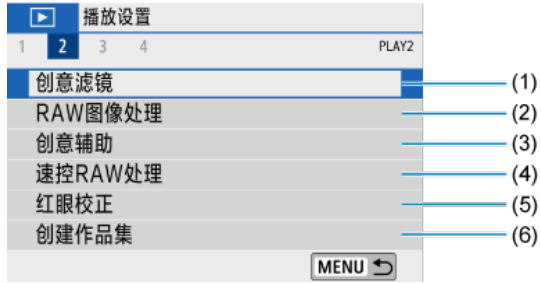 播放设置
1 2 3 4 PLAY2
创意滤镜 (1)
RAW图像处理 (2)
创意辅助 (3)
速控RAW处理 (4)
红眼校正 (5)
创建作品集 (6)
MENU